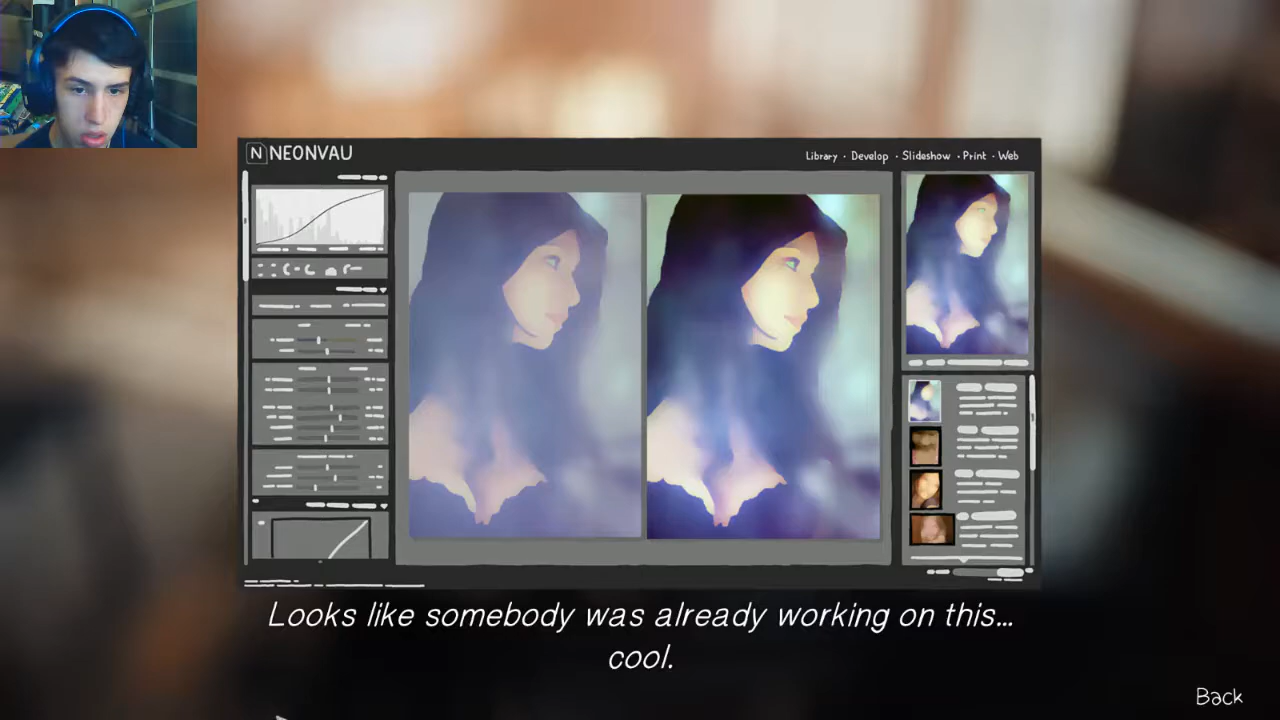 NEONVAU
Library · Develop · Slideshow · Print · Web
Looks like somebody was already working on this...
cool.
Back